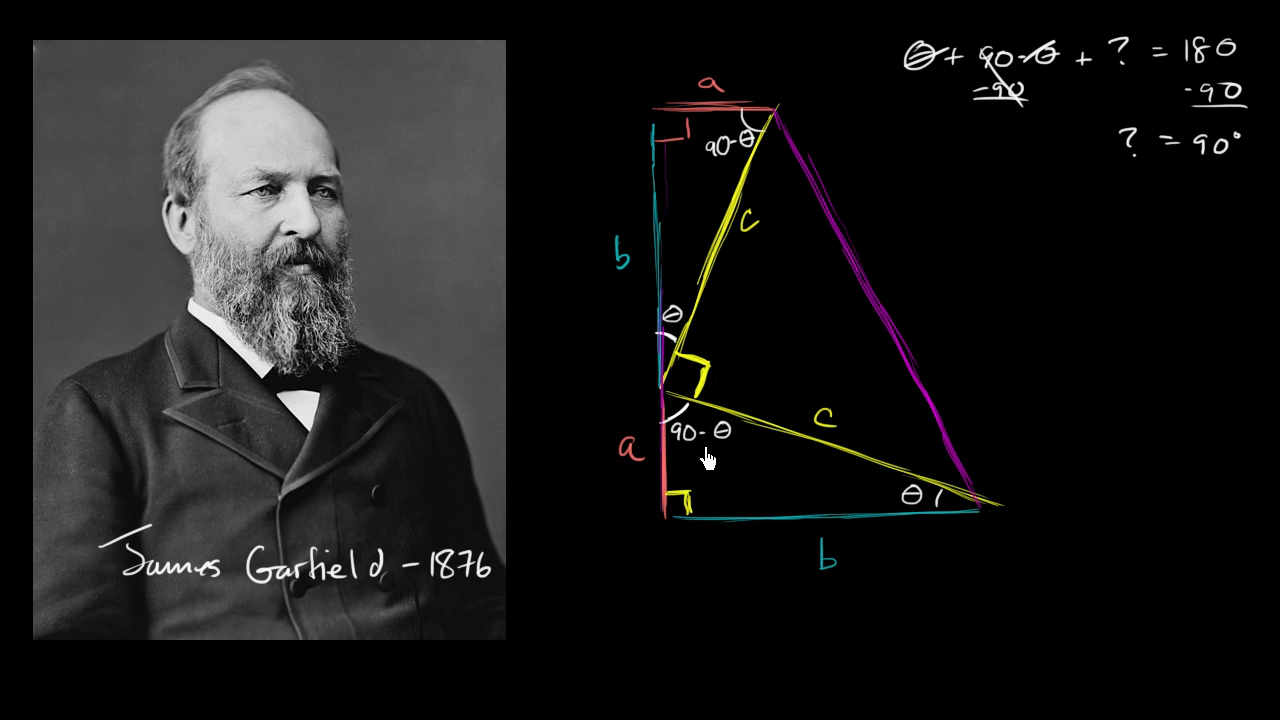 θ + 90 - θ + ? = 180
-90 -90
? = 90°
a
90-θ
c
b
θ
c
90-θ
a
θ
b
James Garfield - 1876